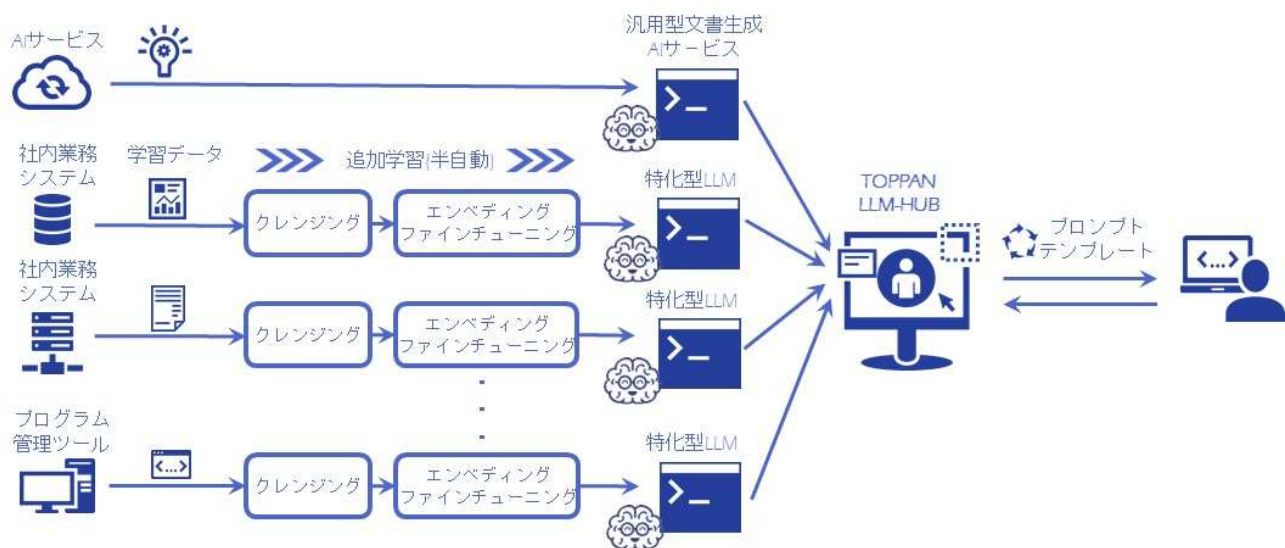 AIサービス
汎用型文書生成
AIサービス
社内業務
システム
学習データ
追加学習(半自動)
クレンジング
エンベディング
ファインチューニング
特化型LLM
TOPPAN
LLM-HUB
プロンプト
テンプレート
<...>
社内業務
システム
クレンジング
エンベディング
ファインチューニング
特化型LLM
プログラム
管理ツール
<...>
クレンジング
エンベディング
ファインチューニング
特化型LLM